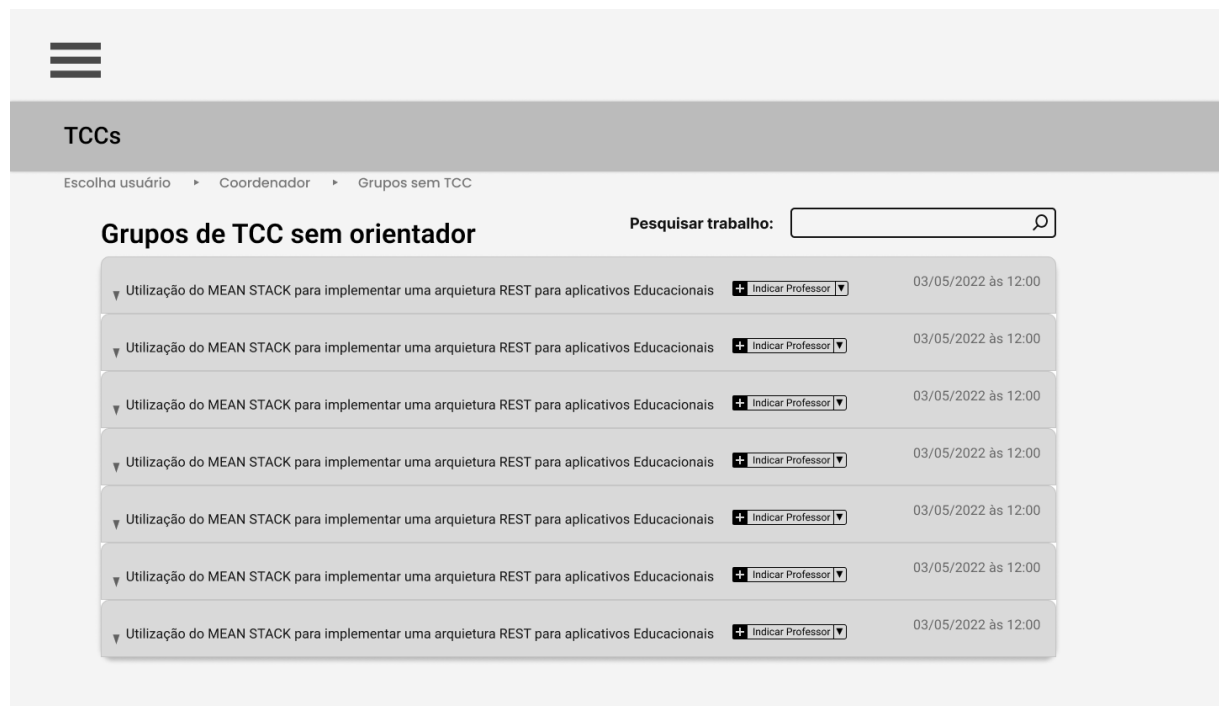 TCCs
Escolha usuário ▸ Coordenador ▸ Grupos sem TCC
Grupos de TCC sem orientador
Pesquisar trabalho:
Utilização do MEAN STACK para implementar uma arquietura REST para aplicativos Educacionais + Indicar Professor 03/05/2022 às 12:00
Utilização do MEAN STACK para implementar uma arquietura REST para aplicativos Educacionais + Indicar Professor 03/05/2022 às 12:00
Utilização do MEAN STACK para implementar uma arquietura REST para aplicativos Educacionais + Indicar Professor 03/05/2022 às 12:00
Utilização do MEAN STACK para implementar uma arquietura REST para aplicativos Educacionais + Indicar Professor 03/05/2022 às 12:00
Utilização do MEAN STACK para implementar uma arquietura REST para aplicativos Educacionais + Indicar Professor 03/05/2022 às 12:00
Utilização do MEAN STACK para implementar uma arquietura REST para aplicativos Educacionais + Indicar Professor 03/05/2022 às 12:00
Utilização do MEAN STACK para implementar uma arquietura REST para aplicativos Educacionais + Indicar Professor 03/05/2022 às 12:00